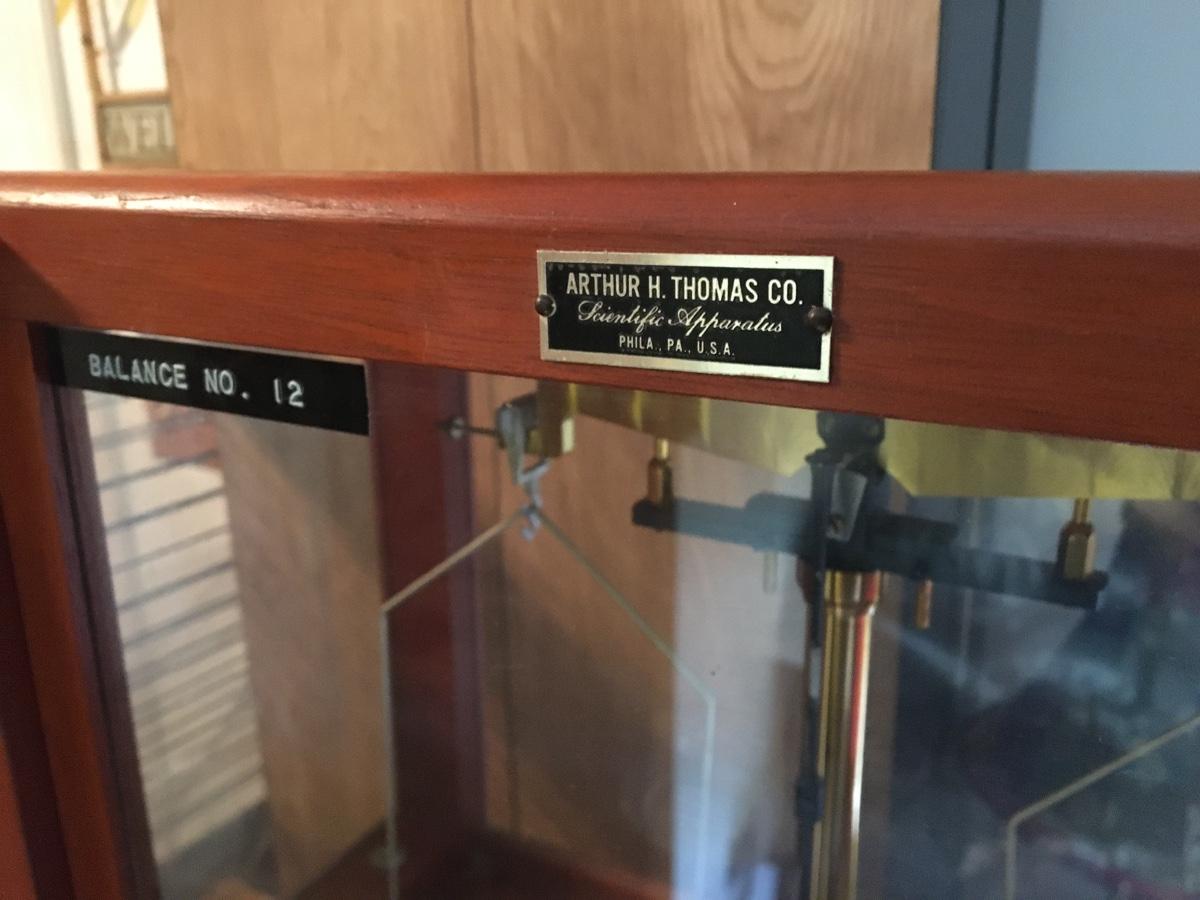 ARTHUR H. THOMAS CO.
Scientific Apparatus
PHILA., PA., U.S.A.
BALANCE NO. 12